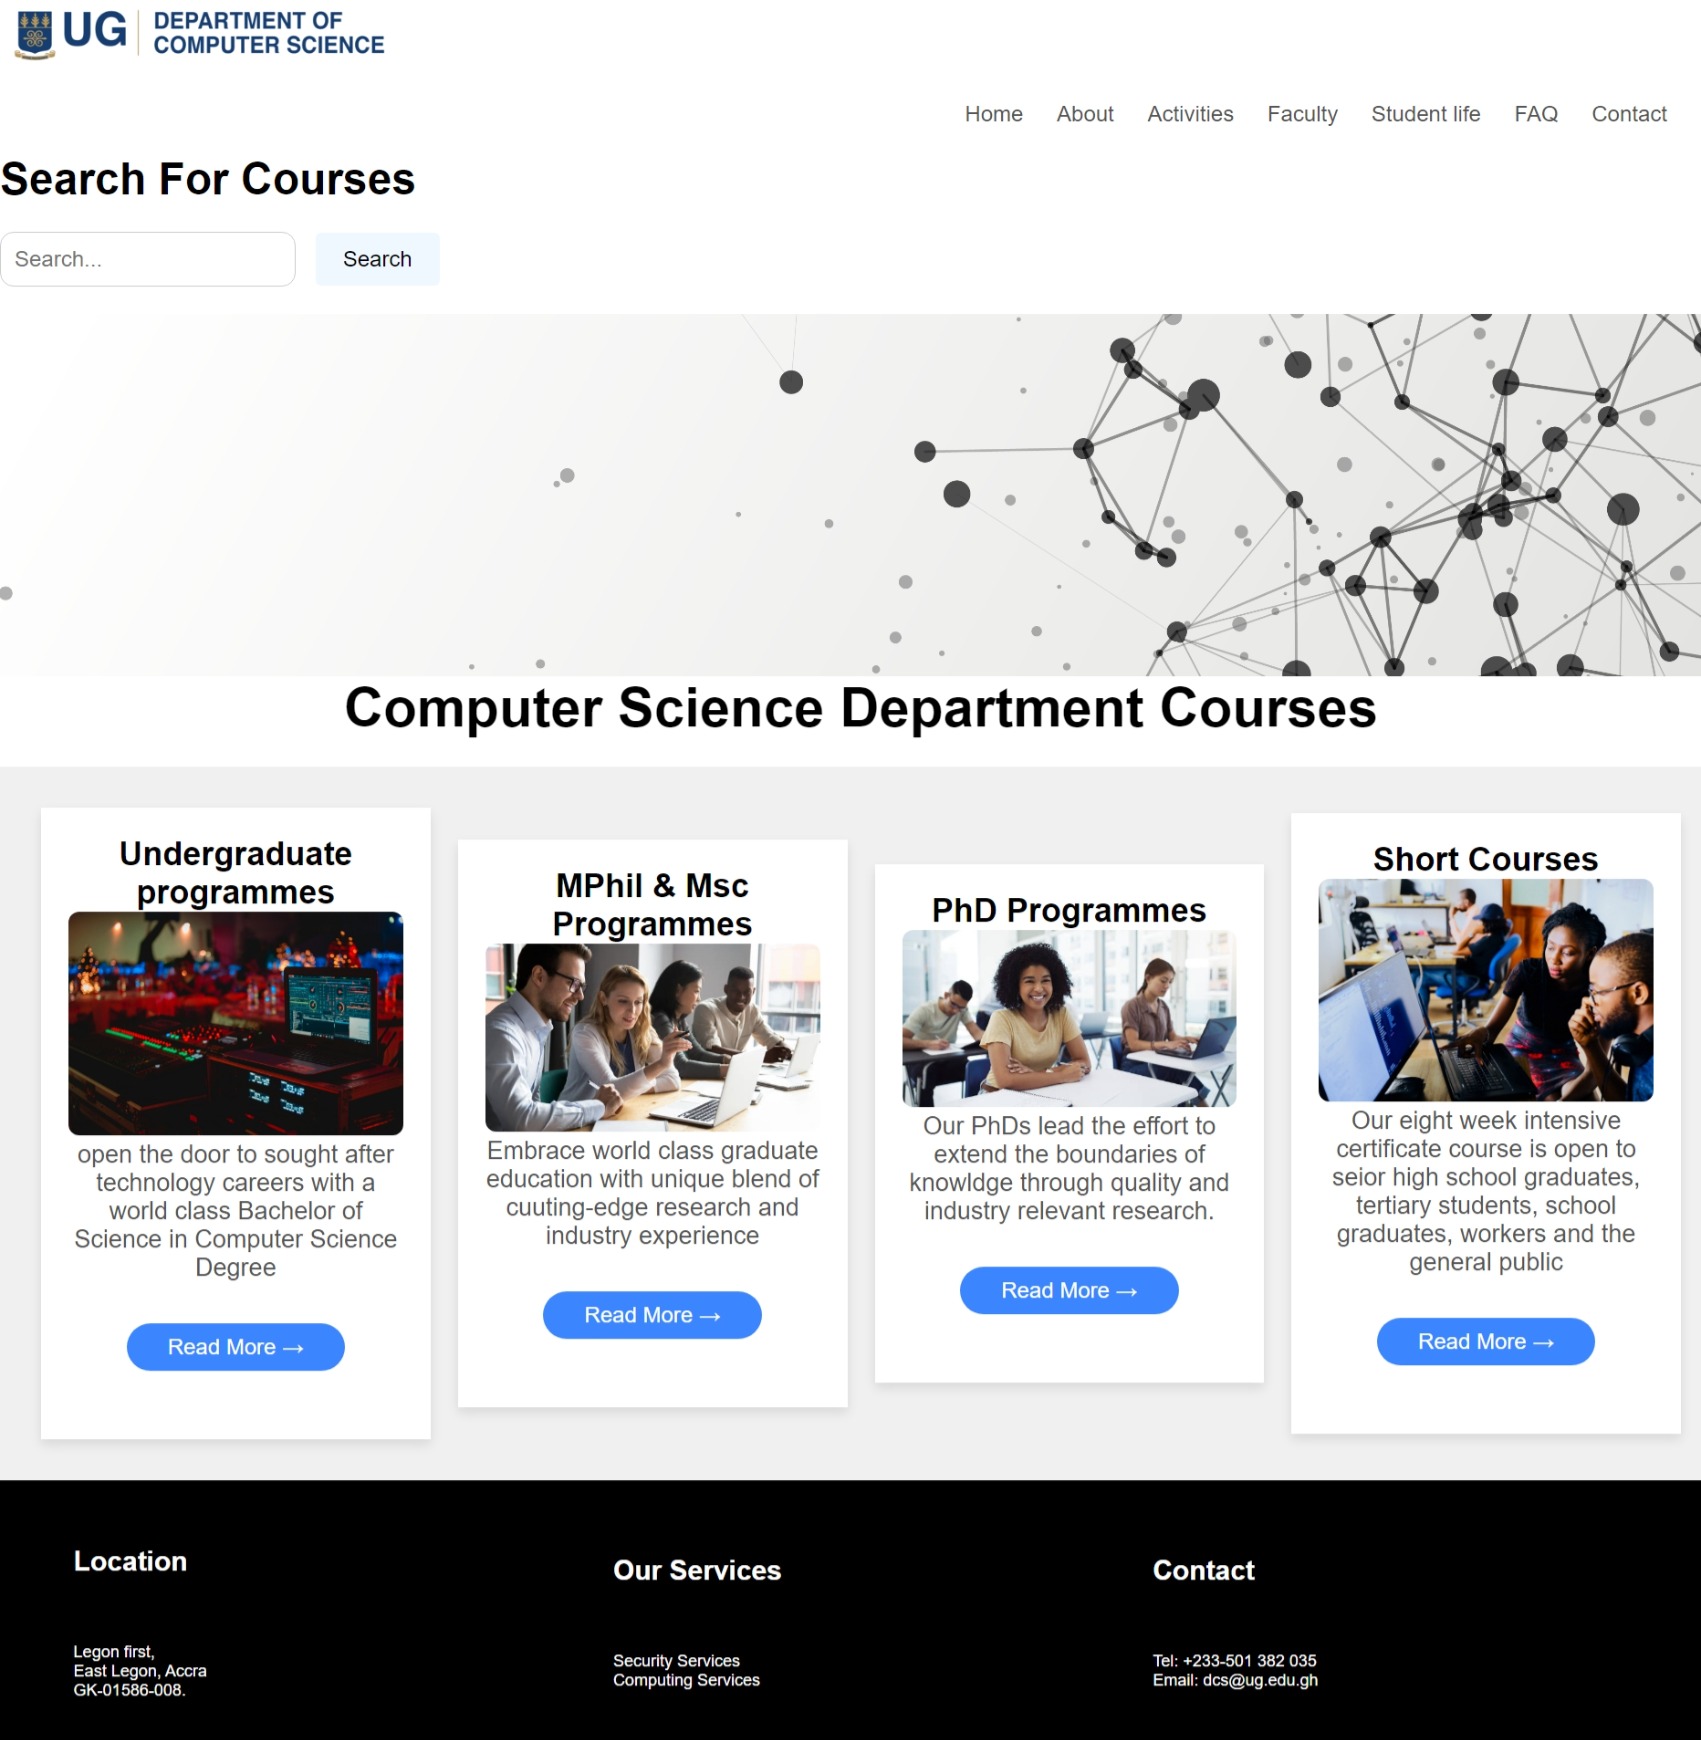 UG
DEPARTMENT OF
COMPUTER SCIENCE
Home About Activities Faculty Student life FAQ Contact
Search For Courses
Search... Search
Computer Science Department Courses
Undergraduate
programmes
open the door to sought after
technology careers with a
world class Bachelor of
Science in Computer Science
Degree
Read More →
MPhil & Msc
Programmes
Embrace world class graduate
education with unique blend of
cuuting-edge research and
industry experience
Read More →
PhD Programmes
Our PhDs lead the effort to
extend the boundaries of
knowldge through quality and
industry relevant research.
Read More →
Short Courses
Our eight week intensive
certificate course is open to
seior high school graduates,
tertiary students, school
graduates, workers and the
general public
Read More →
Location
Legon first,
East Legon, Accra
GK-01586-008.
Our Services
Security Services
Computing Services
Contact
Tel: +233-501 382 035
Email: dcs@ug.edu.gh